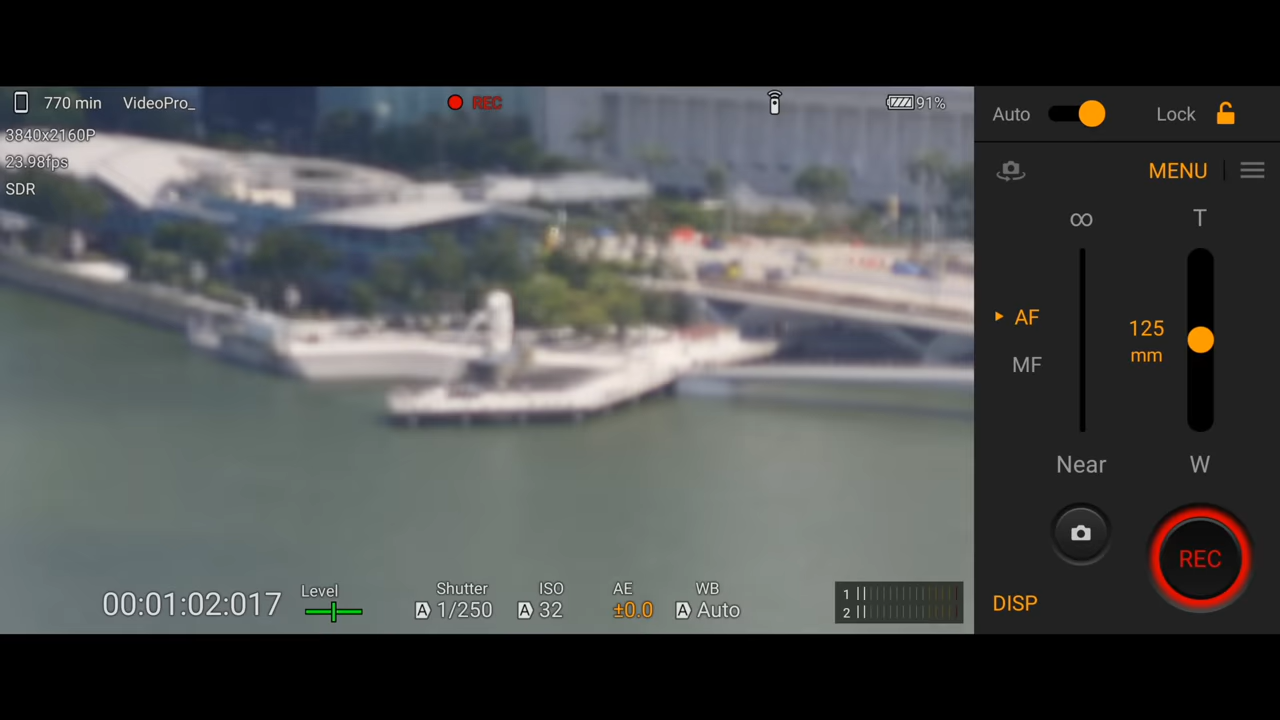 770 min VideoPro_ REC 91%
3840x2160P
23.98fps
SDR
Auto Lock
MENU
∞ T
AF
MF
125
mm
Near W
REC
DISP
00:01:02:017
Level
Shutter ISO AE WB
A 1/250 A 32 ±0.0 A Auto
1
2